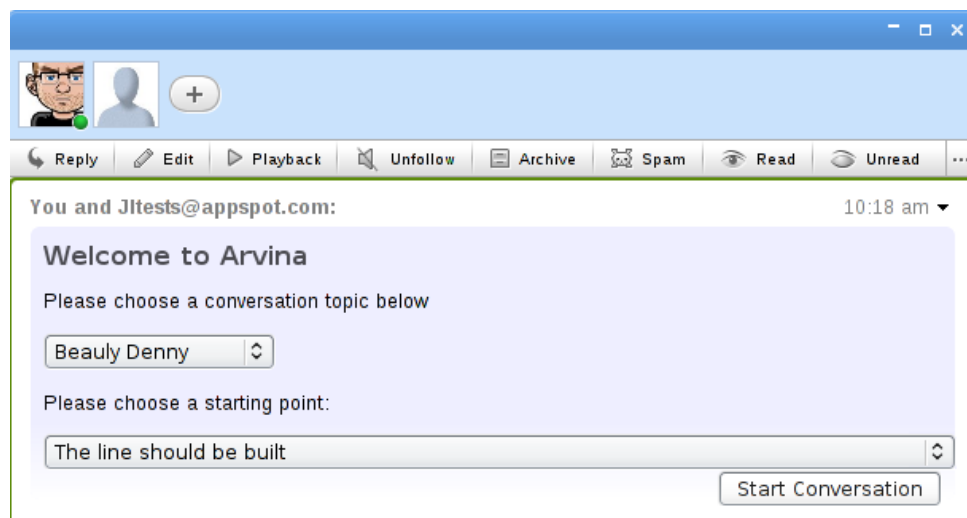 Reply Edit Playback Unfollow Archive Spam Read Unread ...
You and JItests@appspot.com: 10:18 am
Welcome to Arvina
Please choose a conversation topic below
Beauly Denny
Please choose a starting point:
The line should be built
Start Conversation